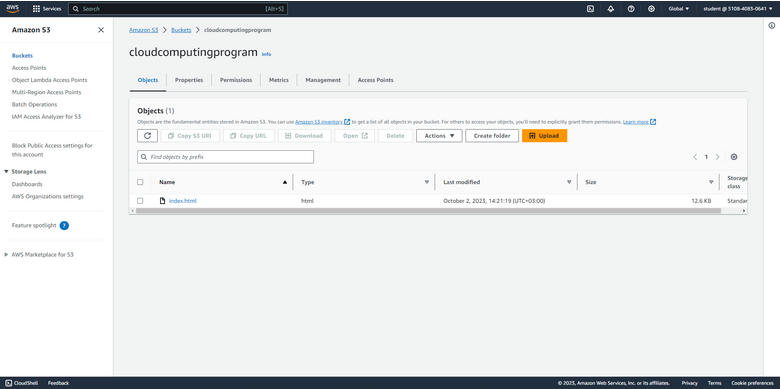 aws Services Search [Alt+S] Global student @ 5108-4083-0641
Amazon S3
Buckets
Access Points
Object Lambda Access Points
Multi-Region Access Points
Batch Operations
IAM Access Analyzer for S3
Block Public Access settings for
this account
Storage Lens
Dashboards
AWS Organizations settings
Feature spotlight 7
AWS Marketplace for S3
Amazon S3 > Buckets > cloudcomputingprogram
cloudcomputingprogram Info
Objects Properties Permissions Metrics Management Access Points
Objects (1)
Objects are the fundamental entities stored in Amazon S3. You can use Amazon S3 inventory to get a list of all objects in your bucket. For others to access your objects, you'll need to explicitly grant them permissions. Learn more
Copy S3 URI Copy URL Download Open Delete Actions Create folder Upload
Find objects by prefix 1
Name Type Last modified Size Storage
class
index.html html October 2, 2023, 14:21:19 (UTC+03:00) 12.6 KB Standar
CloudShell Feedback © 2023, Amazon Web Services, Inc. or its affiliates. Privacy Terms Cookie preferences